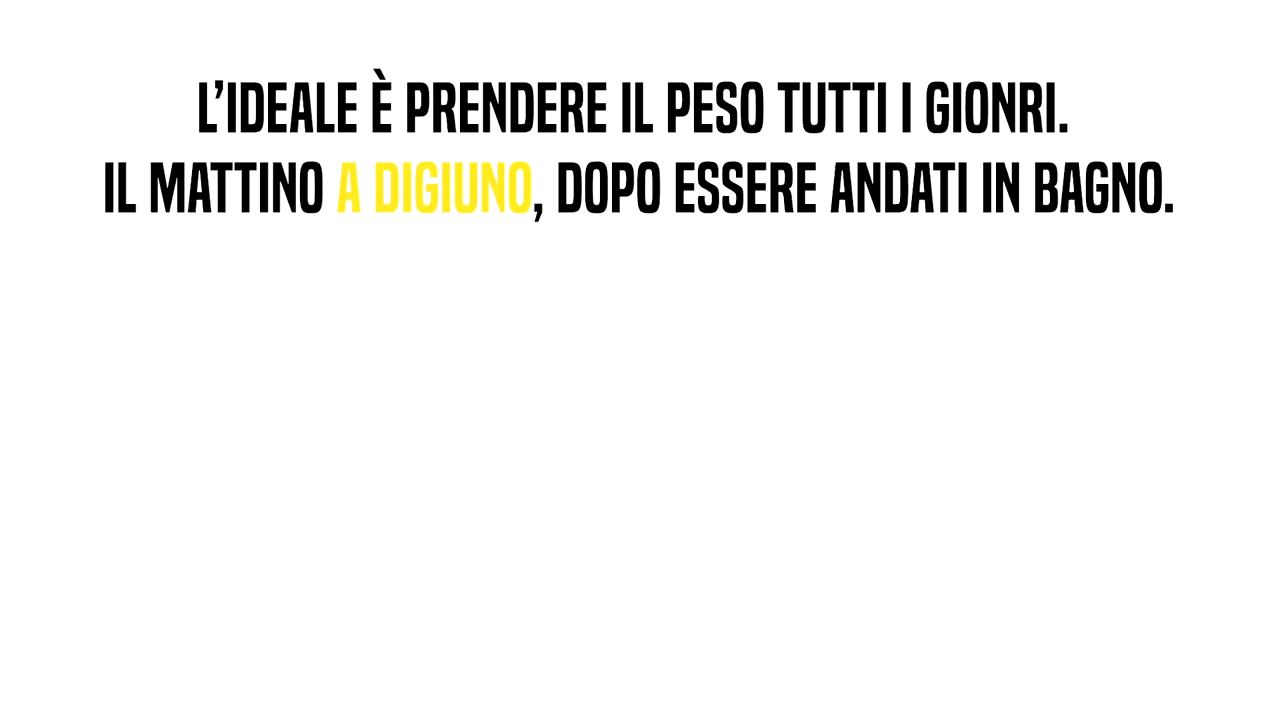 L’IDEALE È PRENDERE IL PESO TUTTI I GIONRI.
IL MATTINO A DIGIUNO, DOPO ESSERE ANDATI IN BAGNO.